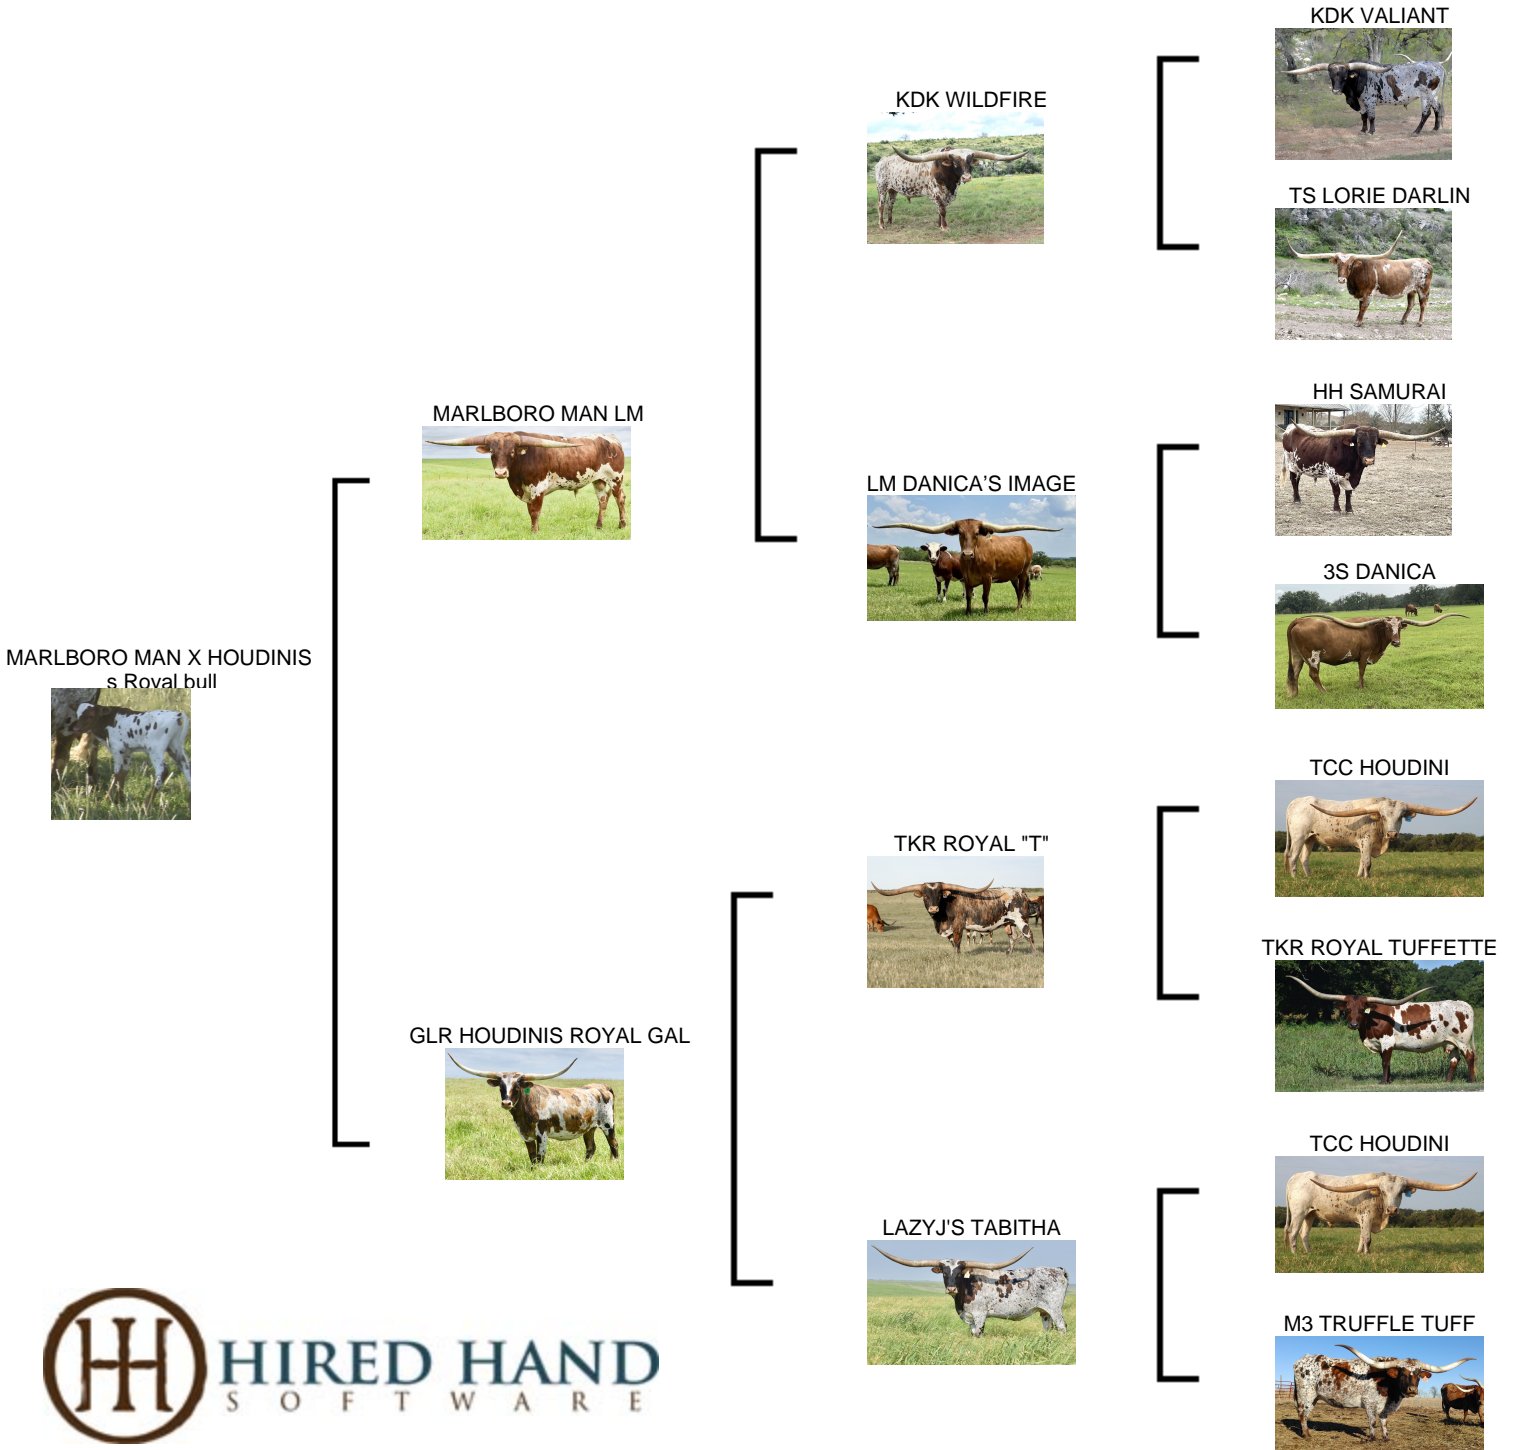 KDK VALIANT
KDK WILDFIRE
TS LORIE DARLIN
MARLBORO MAN LM
HH SAMURAI
LM DANICA'S IMAGE
3S DANICA
MARLBORO MAN X HOUDINIS
s Royal bull
TCC HOUDINI
TKR ROYAL "T"
TKR ROYAL TUFFETTE
GLR HOUDINIS ROYAL GAL
TCC HOUDINI
LAZYJ'S TABITHA
M3 TRUFFLE TUFF
HIRED HAND
SOFTWARE